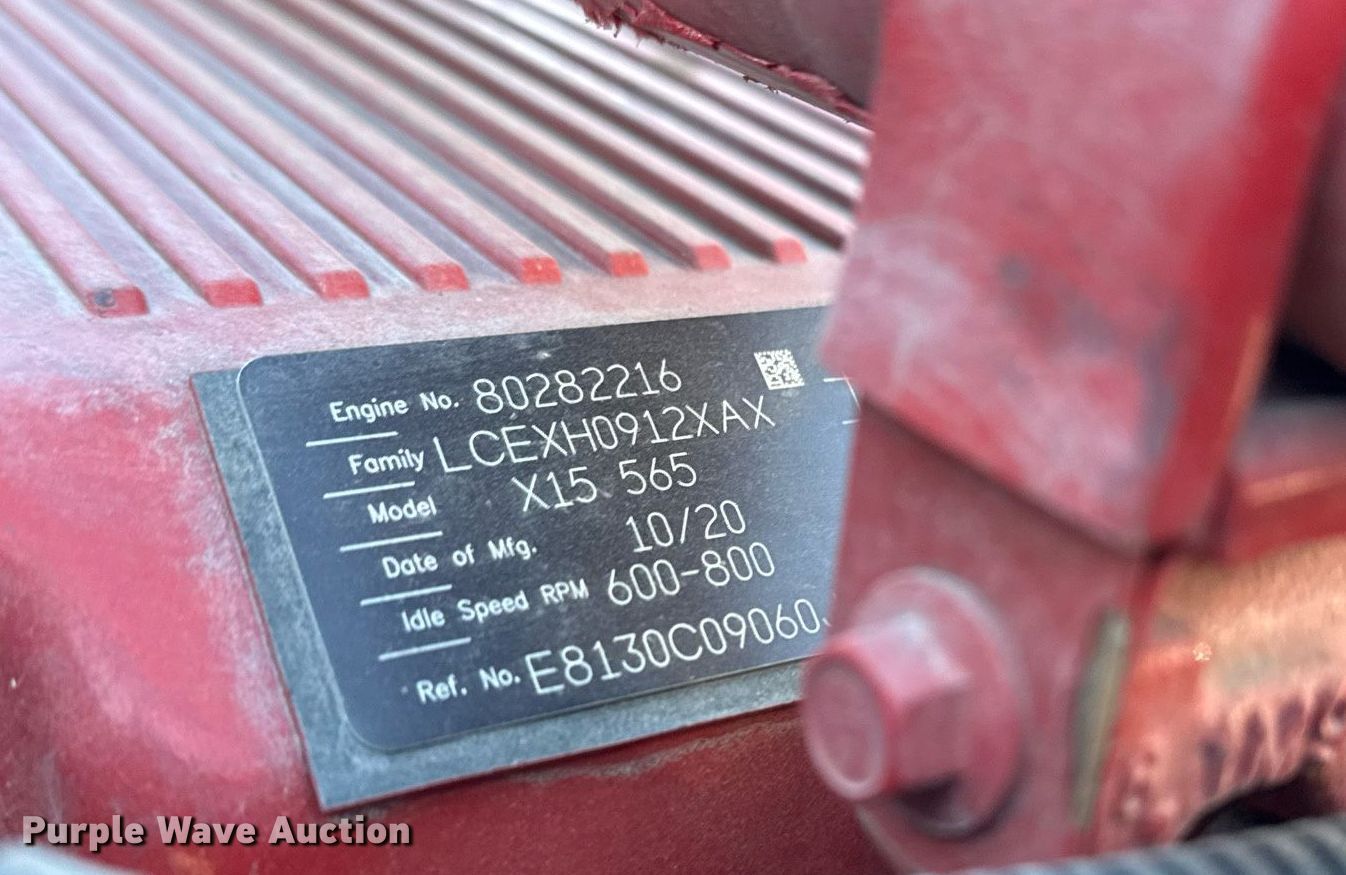 Engine No. 80282216
Family LCEXH0912XAX
Model X15 565
Date of Mfg. 10/20
Idle Speed RPM 600-800
Ref. No. E8130C09060
Purple Wave Auction